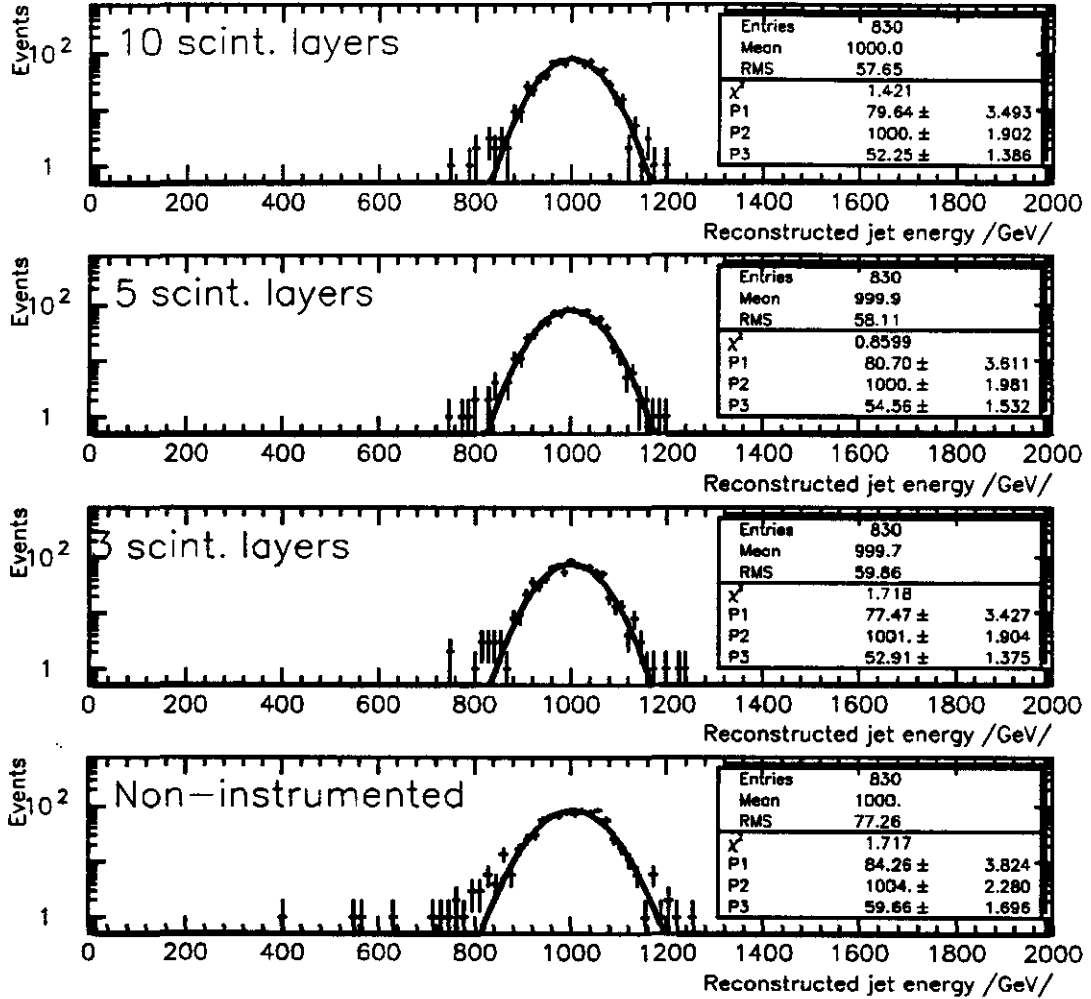 10 scint. layers
Events
10²
1
Entries 830
Mean 1000.0
RMS 57.65
χ² 1.421
P1 79.64 ± 3.493
P2 1000. ± 1.902
P3 52.25 ± 1.386
0 200 400 600 800 1000 1200 1400 1600 1800 2000
Reconstructed jet energy /GeV/
5 scint. layers
Events
10²
1
Entries 830
Mean 999.9
RMS 58.11
χ² 0.8599
P1 80.70 ± 3.611
P2 1000. ± 1.981
P3 54.56 ± 1.532
0 200 400 600 800 1000 1200 1400 1600 1800 2000
Reconstructed jet energy /GeV/
3 scint. layers
Events
10²
1
Entries 830
Mean 999.7
RMS 59.86
χ² 1.718
P1 77.47 ± 3.427
P2 1001. ± 1.904
P3 52.91 ± 1.375
0 200 400 600 800 1000 1200 1400 1600 1800 2000
Reconstructed jet energy /GeV/
Non-instrumented
Events
10²
1
Entries 830
Mean 1000.
RMS 77.26
χ² 1.717
P1 84.26 ± 3.824
P2 1004. ± 2.280
P3 59.66 ± 1.696
0 200 400 600 800 1000 1200 1400 1600 1800 2000
Reconstructed jet energy /GeV/